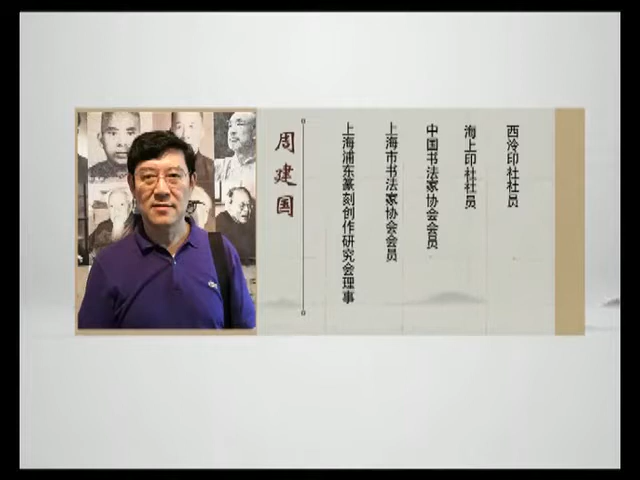 西泠印社社员
海上印社社员
中国书法家协会会员
上海市书法家协会会员
上海浦东篆刻创作研究会理事
周建国